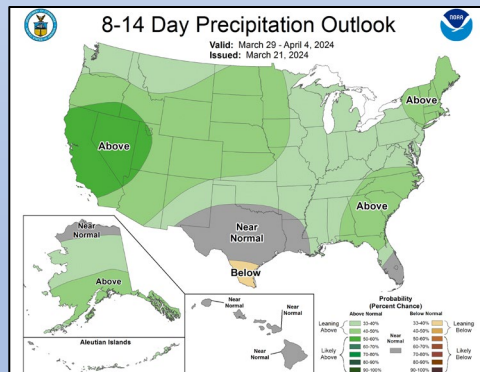 8-14 Day Precipitation Outlook
Valid: March 29 - April 4, 2024
Issued: March 21, 2024
NOAA
Above
Above
Above
Near
Normal
Below
Near
Normal
Above
Aleutian Islands
Near
Normal
Near
Normal
Near
Normal
Probability
(Percent Chance)
Above Normal
Below Normal
Leaning
Above
33-40%
40-50%
Near
Normal
33-40%
40-50%
Leaning
Below
Likely
Above
50-60%
60-70%
70-80%
80-90%
90-100%
50-60%
60-70%
70-80%
80-90%
90-100%
Likely
Below